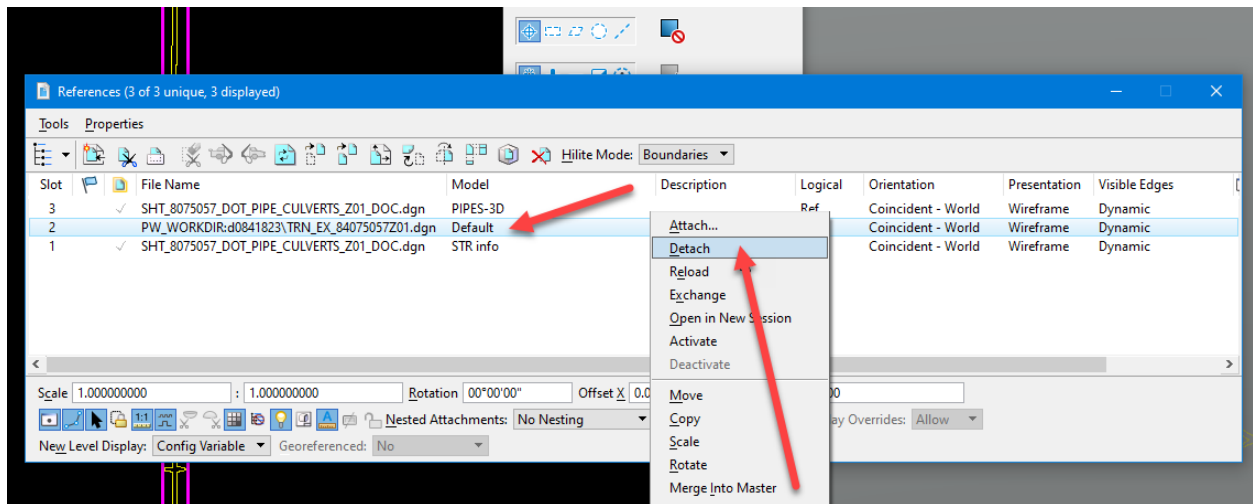 References (3 of 3 unique, 3 displayed)
Tools Properties
Hilite Mode: Boundaries
Slot File Name Model Description Logical Orientation Presentation Visible Edges
3 SHT_8075057_DOT_PIPE_CULVERTS_Z01_DOC.dgn PIPES-3D Ref Coincident - World Wireframe Dynamic
2 PW_WORKDIR:d0841823\TRN_EX_84075057Z01.dgn Default Coincident - World Wireframe Dynamic
1 SHT_8075057_DOT_PIPE_CULVERTS_Z01_DOC.dgn STR info Coincident - World Wireframe Dynamic
Attach...
Detach
Reload
Exchange
Open in New Session
Activate
Deactivate
Move
Copy
Scale
Rotate
Merge Into Master
Scale 1.000000000 : 1.000000000 Rotation 00°00'00" Offset X 0.0
1:1 Nested Attachments: No Nesting Overrides: Allow
New Level Display: Config Variable Georeferenced: No